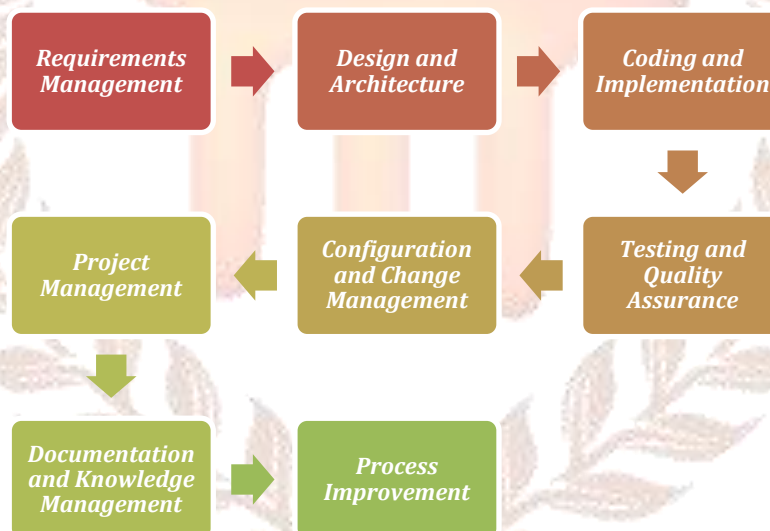 Requirements
Management
Design and
Architecture
Coding and
Implementation
Testing and
Quality
Assurance
Configuration
and Change
Management
Project
Management
Documentation
and Knowledge
Management
Process
Improvement